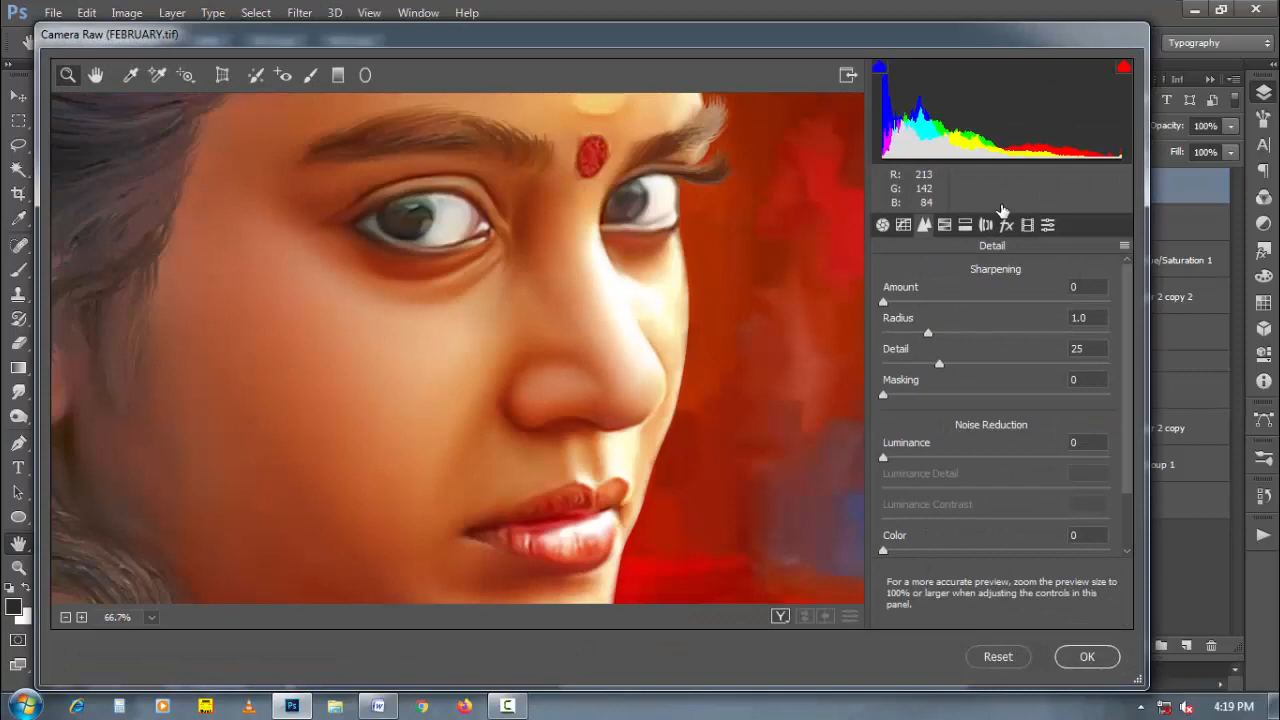 Ps File Edit Image Layer Type Select Filter 3D View Window Help
Camera Raw (FEBRUARY.tif)
Typography
Int
Opacity: 100%
Fill: 100%
R: 213
G: 142
B: 84
Detail
Sharpening
Amount 0
Radius 1.0
Detail 25
Masking 0
Noise Reduction
Luminance 0
Luminance Detail
Luminance Contrast
Color 0
For a more accurate preview, zoom the preview size to
100% or larger when adjusting the controls in this
panel.
e/Saturation 1
r 2 copy 2
r 2 copy
oup 1
66.7%
Y
Reset OK
Ps
4:19 PM